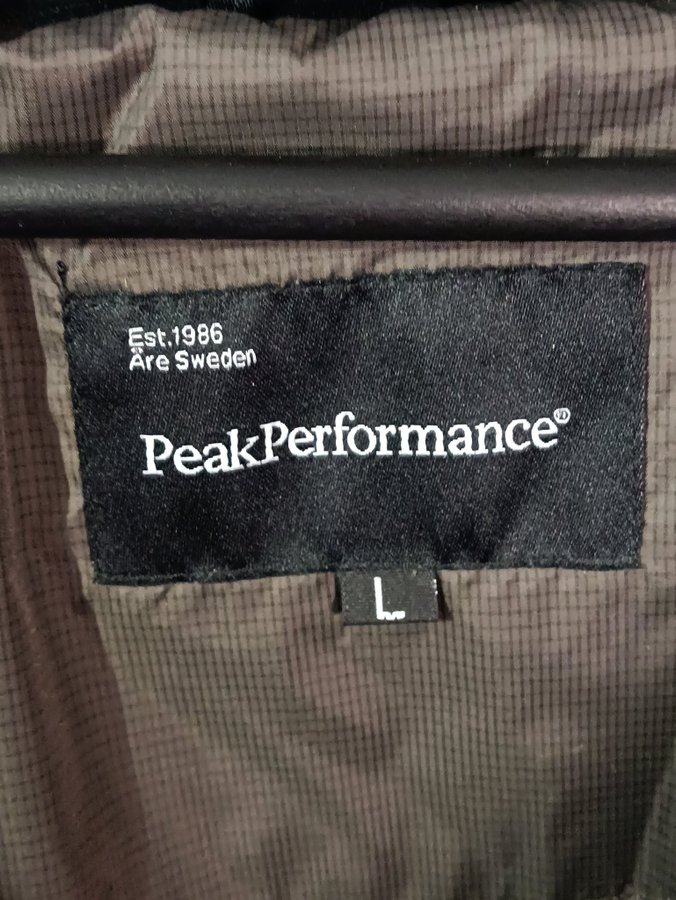 Est.1986
Åre Sweden
PeakPerformance®
L